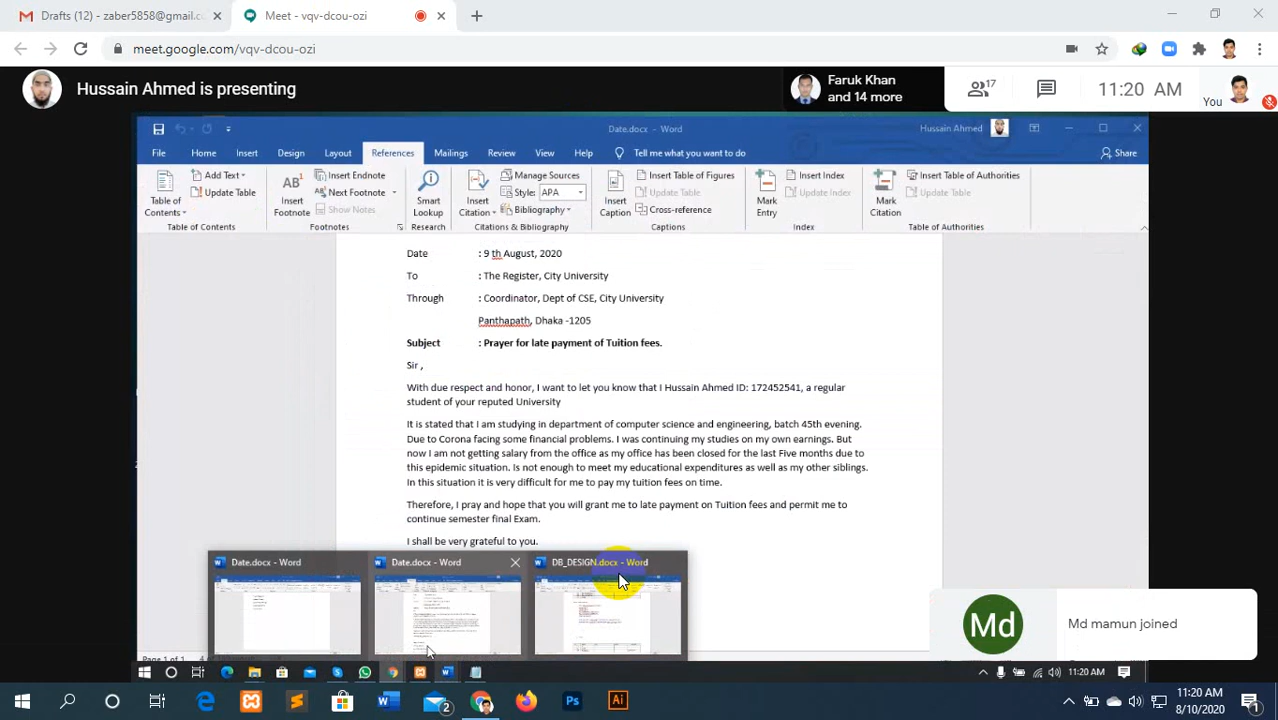 Drafts (12) - zaber5858@gmail.co
Meet - vqv-dcou-ozi
meet.google.com/vqv-dcou-ozi
Hussain Ahmed is presenting
Faruk Khan
and 14 more
17
11:20 AM
You
Date.docx - Word
Hussain Ahmed
File Home Insert Design Layout References Mailings Review View Help Tell me what you want to do Share
Table of Contents
Add Text
Update Table
Table of Contents
AB1
Insert Footnote
Insert Endnote
Next Footnote
Show Notes
Footnotes
Smart Lookup
Research
Insert Citation
Manage Sources
Style: APA
Bibliography
Citations & Bibliography
Insert Caption
Insert Table of Figures
Update Table
Cross-reference
Captions
Mark Entry
Insert Index
Update Index
Index
Mark Citation
Insert Table of Authorities
Update Table
Table of Authorities
Date : 9 th August, 2020
To : The Register, City University
Through : Coordinator, Dept of CSE, City University
Panthapath, Dhaka -1205
Subject : Prayer for late payment of Tuition fees.
Sir ,
With due respect and honor, I want to let you know that I Hussain Ahmed ID: 172452541, a regular
student of your reputed University
It is stated that I am studying in department of computer science and engineering, batch 45th evening.
Due to Corona facing some financial problems. I was continuing my studies on my own earnings. But
now I am not getting salary from the office as my office has been closed for the last Five months due to
this epidemic situation. Is not enough to meet my educational expenditures as well as my other siblings.
In this situation it is very difficult for me to pay my tuition fees on time.
Therefore, I pray and hope that you will grant me to late payment on Tuition fees and permit me to
continue semester final Exam.
I shall be very grateful to you.
Date.docx - Word
Date.docx - Word
DB_DESIGN.docx - Word
Md
Md mamun joined
Page 1 of 1
11:20 AM
Ps
Ai
2
11:20 AM
8/10/2020
1